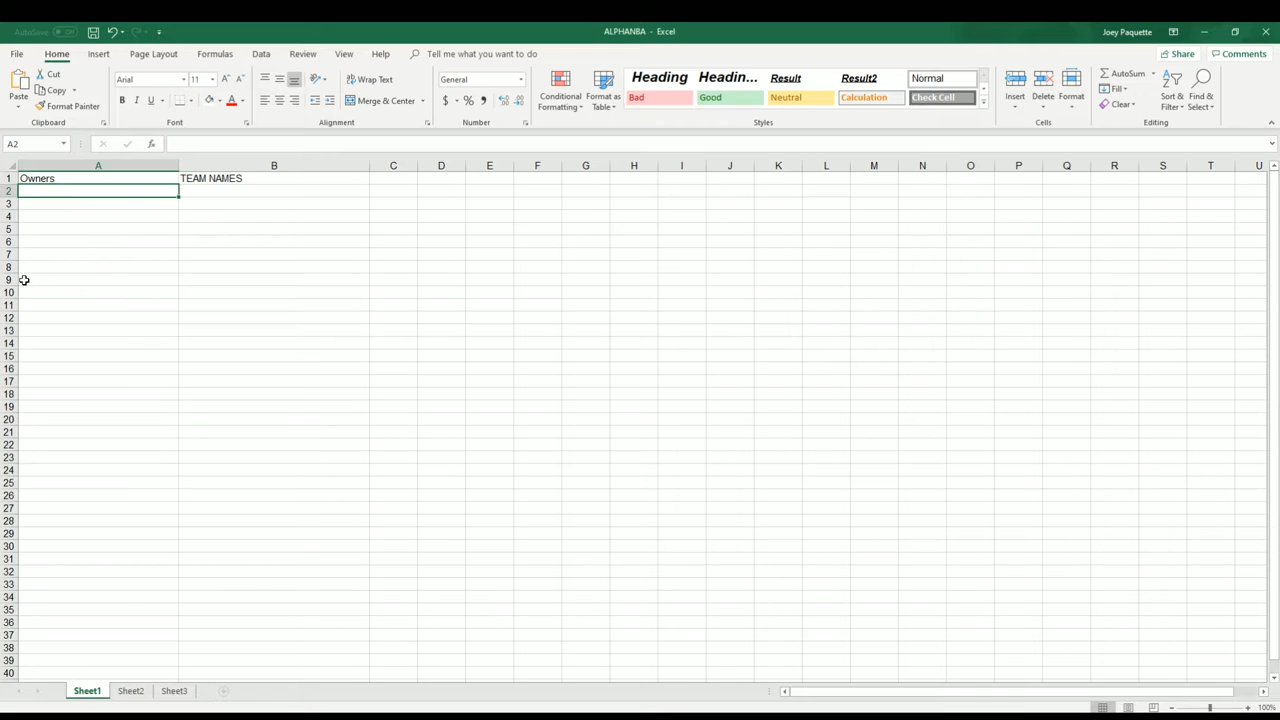 AutoSave Off
ALPHANBA - Excel
Joey Paquette
File Home Insert Page Layout Formulas Data Review View Help Tell me what you want to do
Share Comments
Paste
Cut
Copy
Format Painter
Clipboard
Arial 11
B I U
Font
Wrap Text
Merge & Center
Alignment
General
$ % ,
Number
Conditional Formatting
Format as Table
Heading Headin... Result Result2 Normal
Bad Good Neutral Calculation Check Cell
Styles
Insert Delete Format
Cells
AutoSum
Fill
Clear
Sort & Filter
Find & Select
Editing
A2 fx
A B C D E F G H I J K L M N O P Q R S T U
1 Owners TEAM NAMES
2
3
4
5
6
7
8
9
10
11
12
13
14
15
16
17
18
19
20
21
22
23
24
25
26
27
28
29
30
31
32
33
34
35
36
37
38
39
40
Sheet1 Sheet2 Sheet3
100%